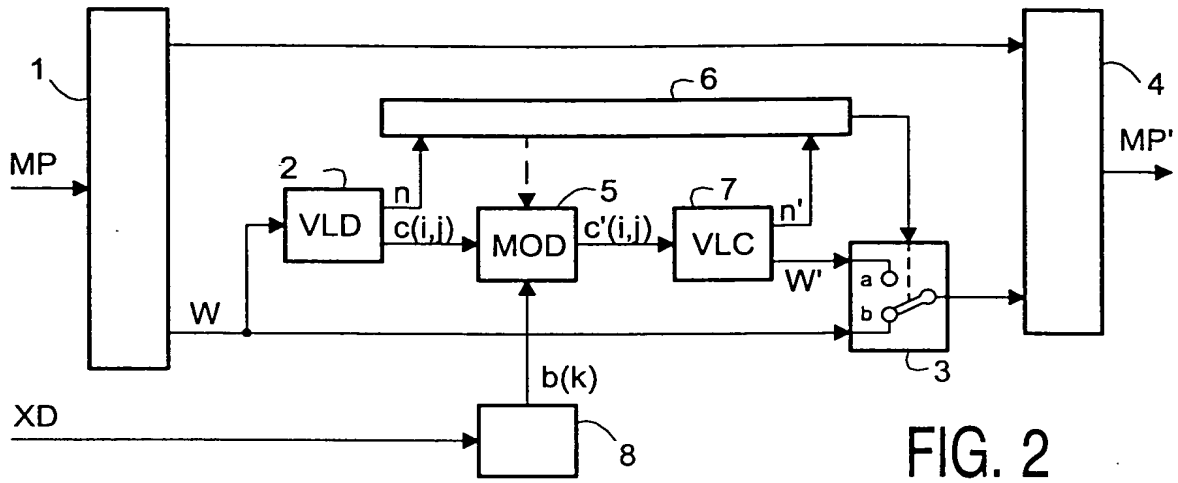 1
6
4
MP
MP'
2
n
5
7
n'
VLD
c(i,j)
MOD
c'(i,j)
VLC
W'
a
b
W
3
b(k)
XD
8
FIG. 2